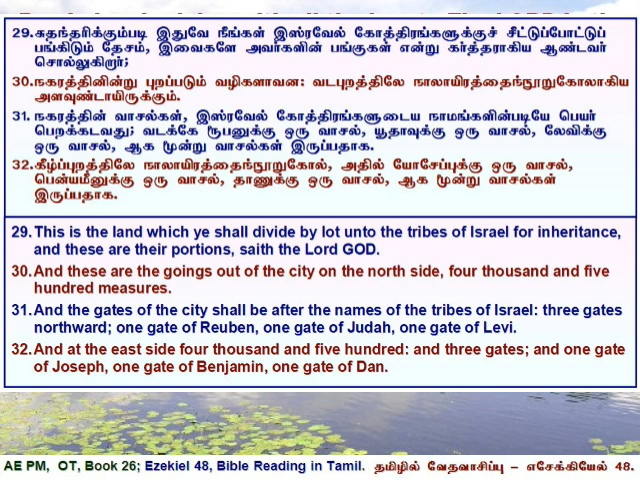 29.சுதந்தரிக்கும்படி இதுவே நீங்கள் இஸ்ரவேல் கோத்திரங்களுக்குச் சீட்டுப்போட்டுப்
பங்கிடும் தேசம், இவைகளே அவர்களின் பங்குகள் என்று கர்த்தராகிய ஆண்டவர்
சொல்லுகிறார்;
30.நகரத்தினின்று புறப்படும் வழிகளாவன: வடபுறத்திலே நாலாயிரத்தைந்நூறுகோலாகிய
அளவுண்டாயிருக்கும்.
31.நகரத்தின் வாசல்கள், இஸ்ரவேல் கோத்திரங்களுடைய நாமங்களின்படியே பெயர்
பெறக்கடவது; வடக்கே ரூபனுக்கு ஒரு வாசல், யூதாவுக்கு ஒரு வாசல், லேவிக்கு
ஒரு வாசல், ஆக மூன்று வாசல்கள் இருப்பதாக.
32.கீழ்ப்புறத்திலே நாலாயிரத்தைந்நூறுகோல், அதில் யோசேப்புக்கு ஒரு வாசல்,
பென்யமீனுக்கு ஒரு வாசல், தாணுக்கு ஒரு வாசல், ஆக மூன்று வாசல்கள்
இருப்பதாக.
29.This is the land which ye shall divide by lot unto the tribes of Israel for inheritance,
and these are their portions, saith the Lord GOD.
30.And these are the goings out of the city on the north side, four thousand and five
hundred measures.
31.And the gates of the city shall be after the names of the tribes of Israel: three gates
northward; one gate of Reuben, one gate of Judah, one gate of Levi.
32.And at the east side four thousand and five hundred: and three gates; and one gate
of Joseph, one gate of Benjamin, one gate of Dan.
AE PM, OT, Book 26; Ezekiel 48, Bible Reading in Tamil. தமிழில் வேதவாசிப்பு – எசேக்கியேல் 48.